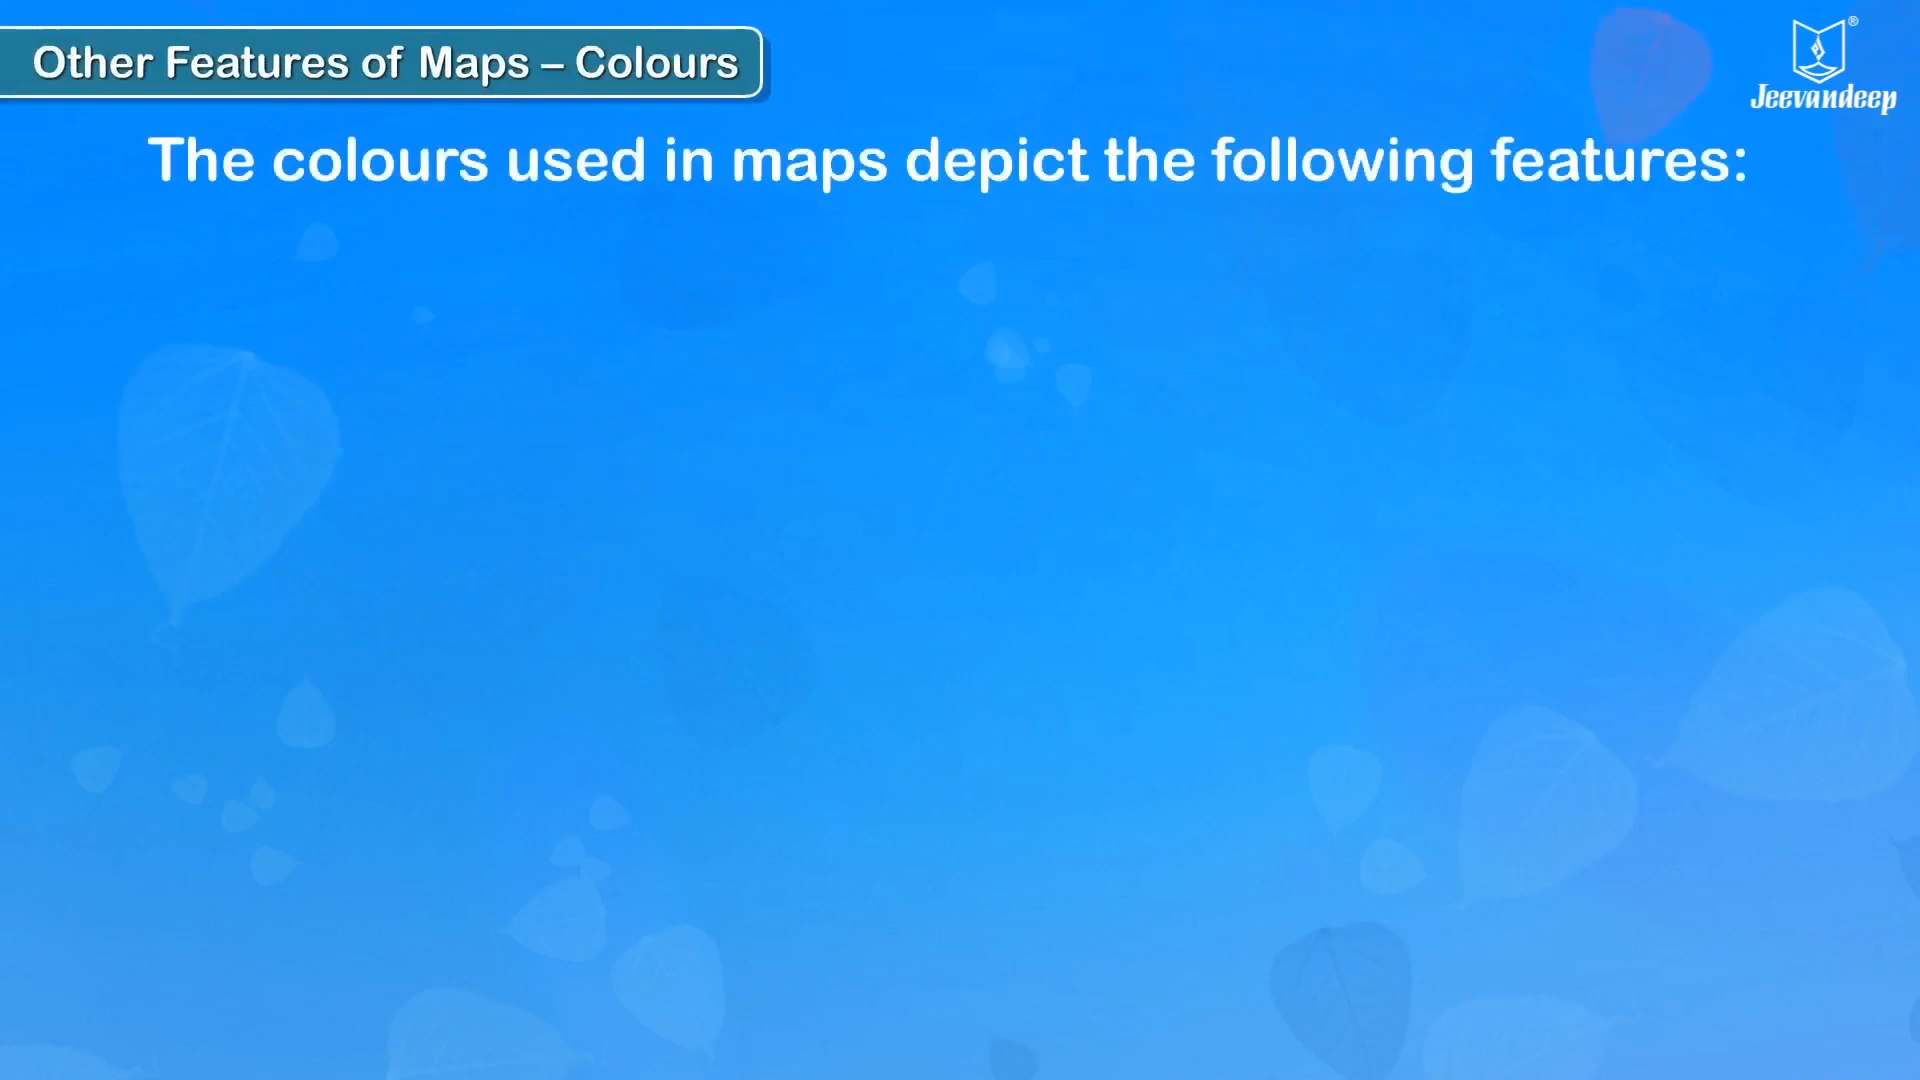 Other Features of Maps – Colours
®
Jeevandeep
The colours used in maps depict the following features: